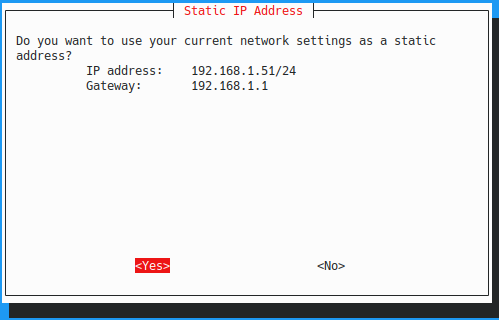 Static IP Address
Do you want to use your current network settings as a static
address?
IP address: 192.168.1.51/24
Gateway: 192.168.1.1
<Yes> <No>